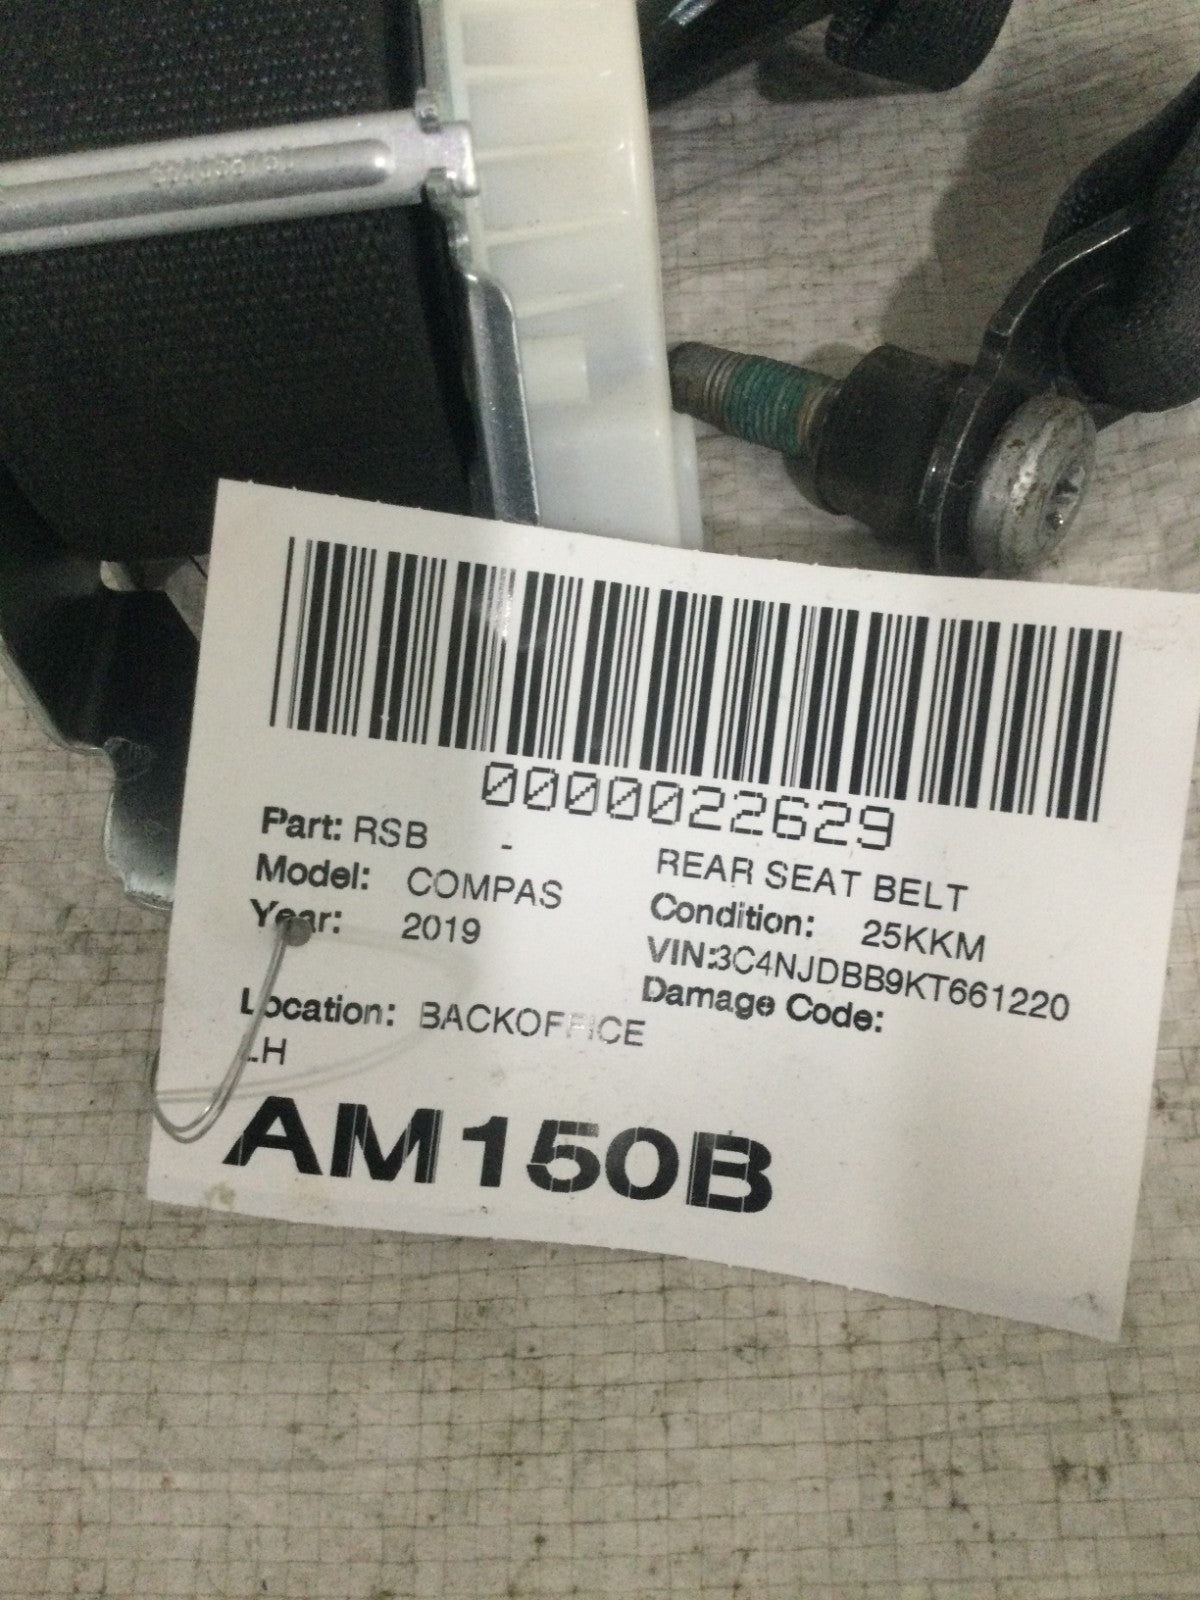 0000022629
Part: RSB - REAR SEAT BELT
Model: COMPAS Condition: 25KKM
Year: 2019 VIN:3C4NJDBB9KT661220
Damage Code:
Location: BACKOFFICE
LH
AM150B